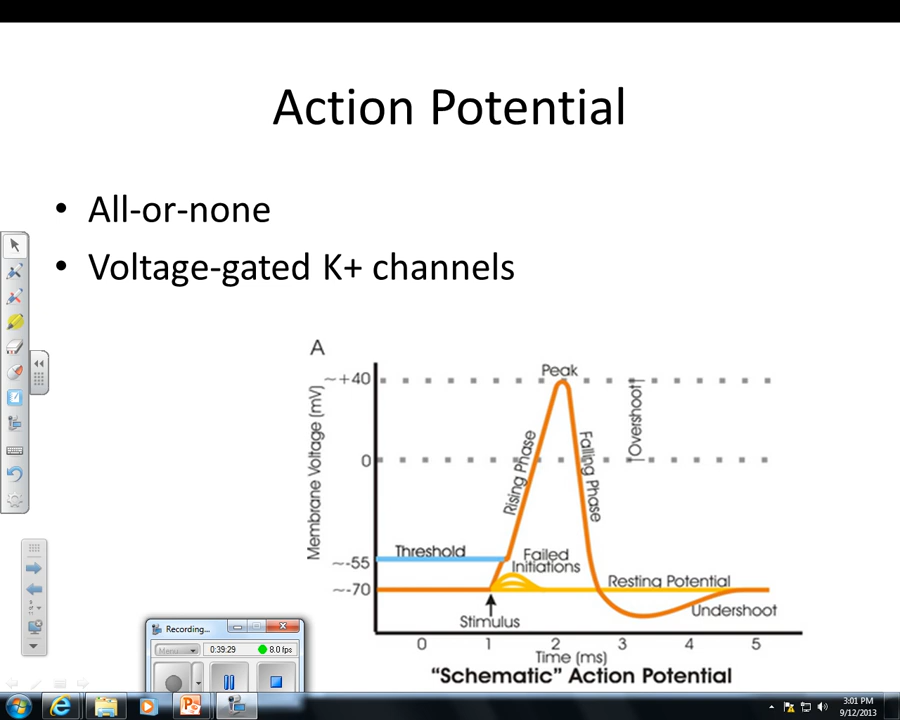 Action Potential
• All-or-none
• Voltage-gated K+ channels
A
Peak
~+40
Overshoot
Membrane Voltage (mV)
0
Rising Phase
Falling Phase
Threshold
~-55
Failed
Initiations
~-70
Resting Potential
Undershoot
Stimulus
0 1 2 3 4 5
Time (ms)
"Schematic" Action Potential
Recording...
Menu
0:39:29
8.0 fps
3:01 PM
9/12/2013